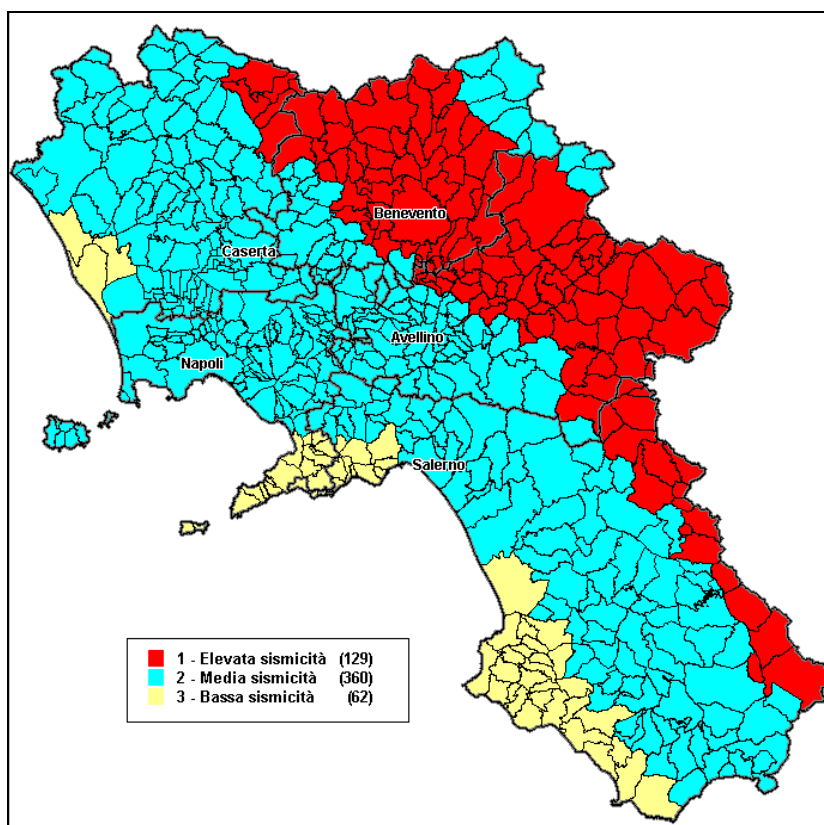 Benevento
Caserta
Avellino
Napoli
Salerno
1 - Elevata sismicità (129)
2 - Media sismicità (360)
3 - Bassa sismicità (62)